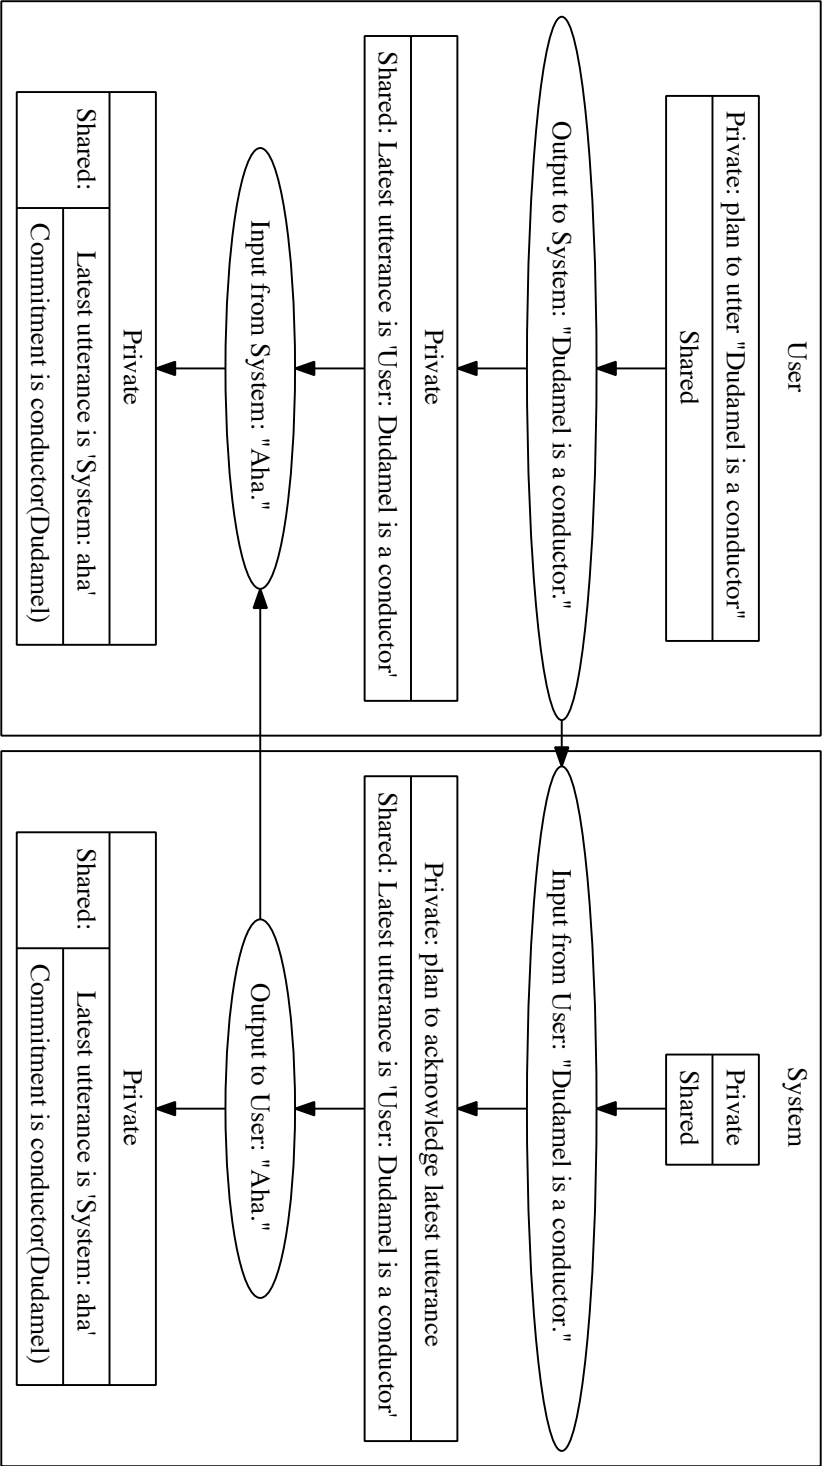 User
Private: plan to utter "Dudamel is a conductor"
Shared
Output to System: "Dudamel is a conductor."
Private
Shared: Latest utterance is 'User: Dudamel is a conductor'
Input from System: "Aha."
Private
Shared:
Latest utterance is 'System: aha'
Commitment is conductor(Dudamel)
System
Private
Shared
Input from User: "Dudamel is a conductor."
Private: plan to acknowledge latest utterance
Shared: Latest utterance is 'User: Dudamel is a conductor'
Output to User: "Aha."
Private
Shared:
Latest utterance is 'System: aha'
Commitment is conductor(Dudamel)